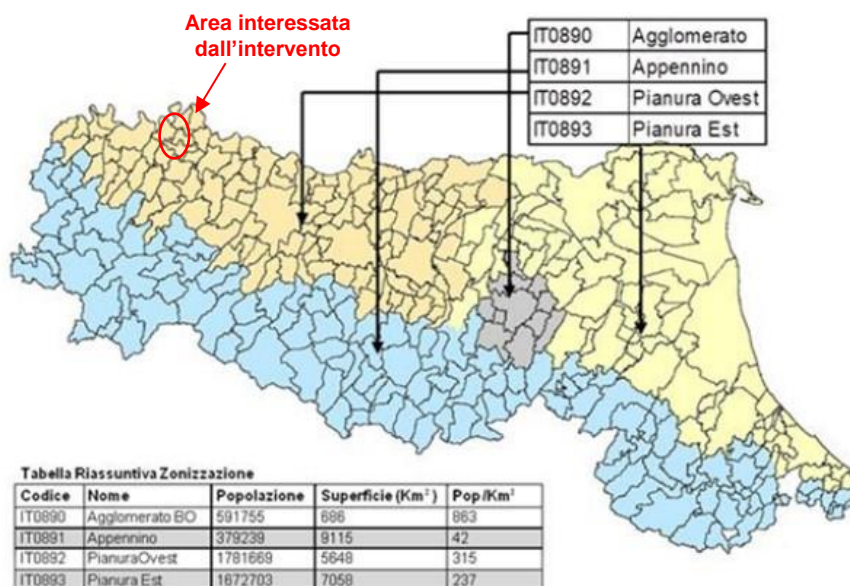 Area interessata
dall'intervento
IT0890 Agglomerato
IT0891 Appennino
IT0892 Pianura Ovest
IT0893 Pianura Est
Tabella Riassuntiva Zonizzazione
Codice Nome Popolazione Superficie (Km²) Pop/Km²
IT0890 Agglomerato BO 591755 686 863
IT0891 Appennino 379239 9115 42
IT0892 PianuraOvest 1781669 5648 315
IT0893 Pianura Est 1672703 7058 237